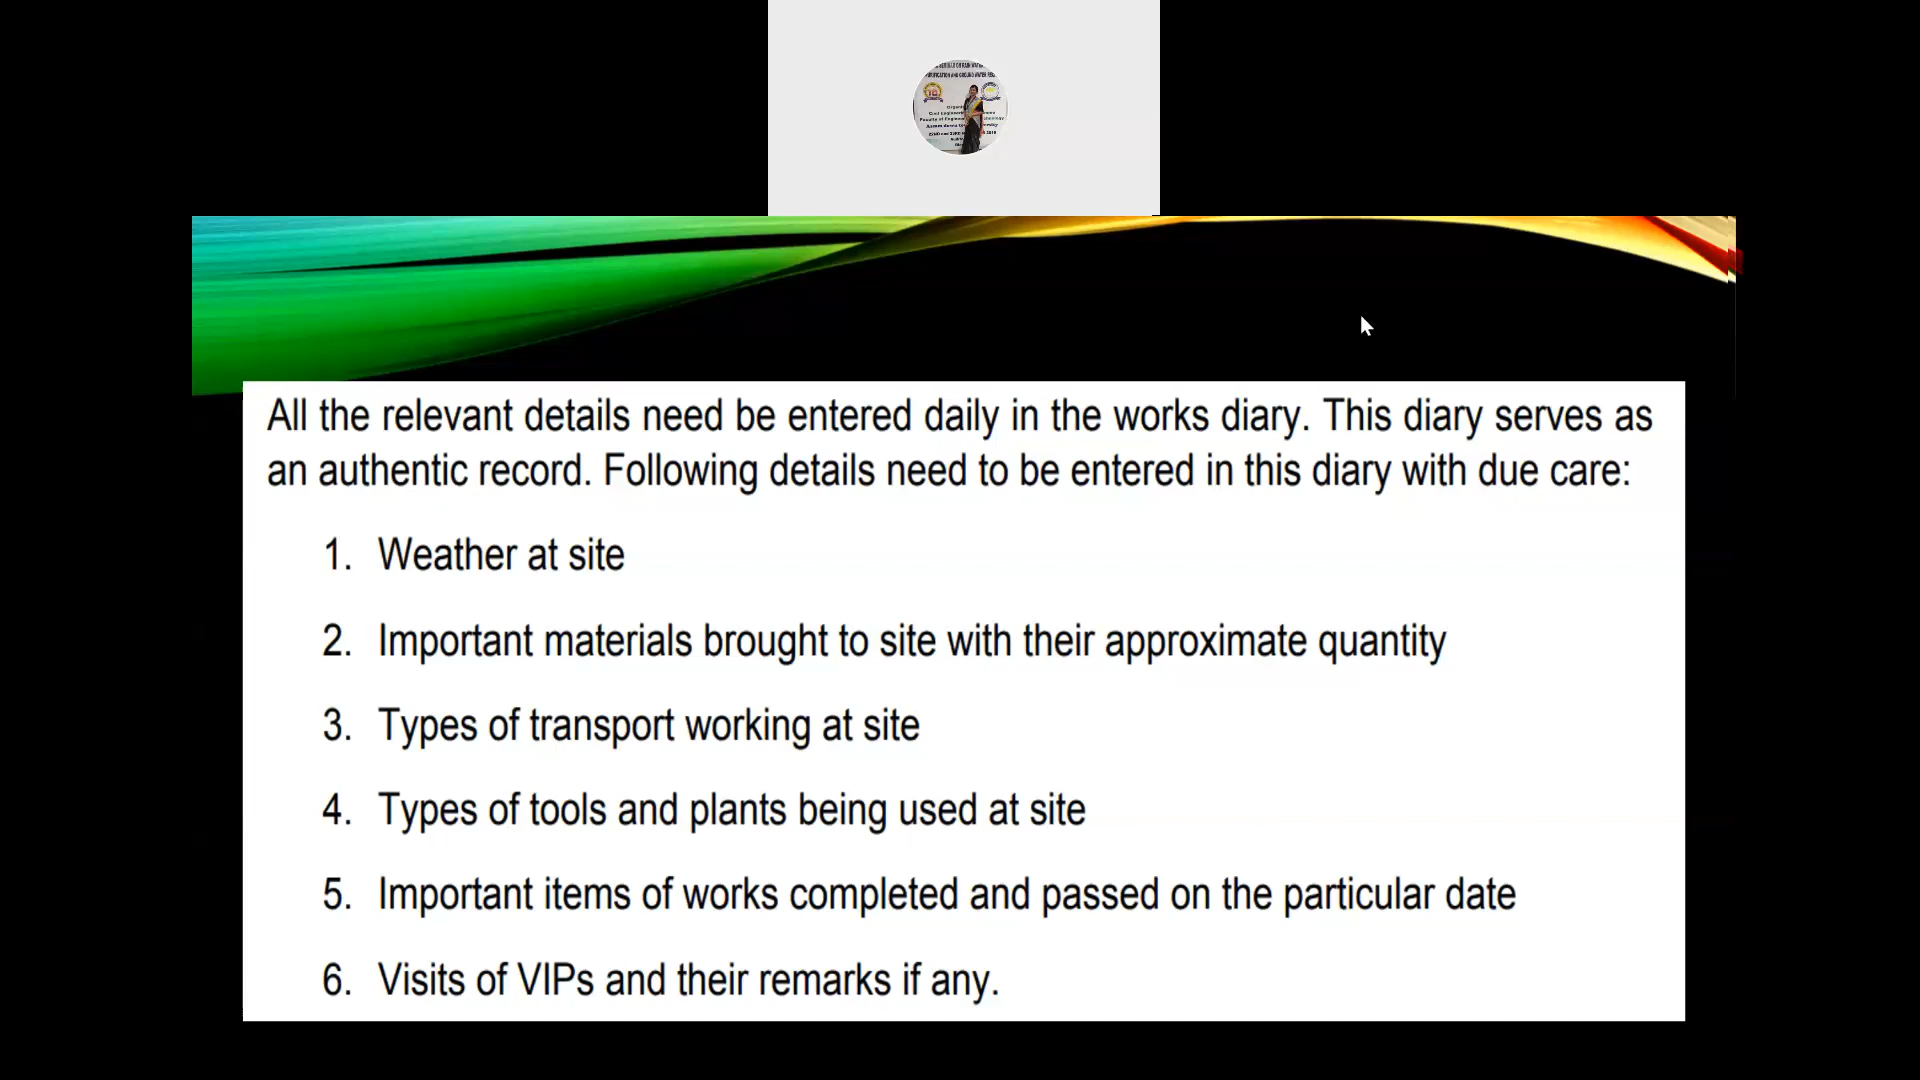 All the relevant details need be entered daily in the works diary. This diary serves as
an authentic record. Following details need to be entered in this diary with due care:
1. Weather at site
2. Important materials brought to site with their approximate quantity
3. Types of transport working at site
4. Types of tools and plants being used at site
5. Important items of works completed and passed on the particular date
6. Visits of VIPs and their remarks if any.